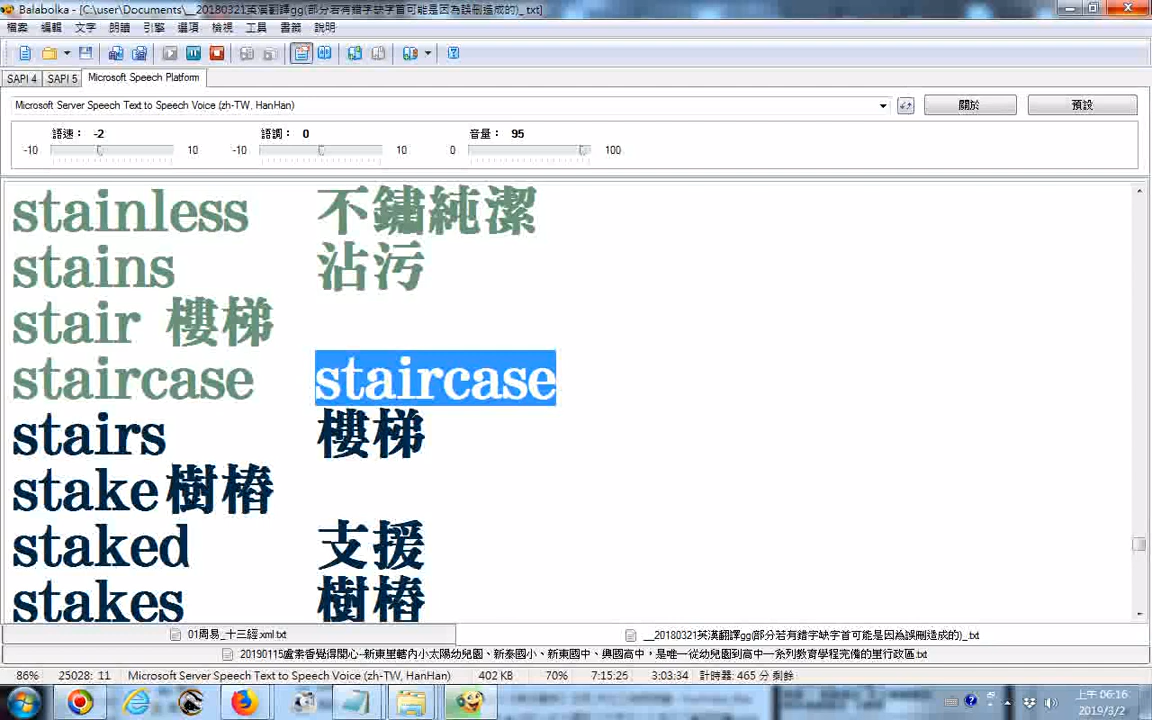 Balabolka - [C:\user\Documents\__20180321英漢翻譯gg(部分若有錯字缺字首可能是因為誤刪造成的)_.txt]
檔案 編輯 文字 朗讀 引擎 選項 檢視 工具 書籤 說明
SAPI 4 SAPI 5 Microsoft Speech Platform
Microsoft Server Speech Text to Speech Voice (zh-TW, HanHan) 關於 預設
語速： -2 語調： 0 音量： 95
-10 10 -10 10 0 100
stainless 不鏽純潔
stains 沾污
stair 樓梯
staircase staircase
stairs 樓梯
stake樹樁
staked 支援
stakes 樹樁
01周易_十三經.xml.txt __20180321英漢翻譯gg(部分若有錯字缺字首可能是因為誤刪造成的)_.txt
20190115盧素香覺得開心-新東里轄內小太陽幼兒園、新泰國小、新東國中、興國高中，是唯一從幼兒園到高中一系列教育學程完備的里行政區.txt
86% 25028: 11 Microsoft Server Speech Text to Speech Voice (zh-TW, HanHan) 402 KB 70% 7:15:25 3:03:34 計時器: 465 分 剩餘
上午 06:16
2019/3/2